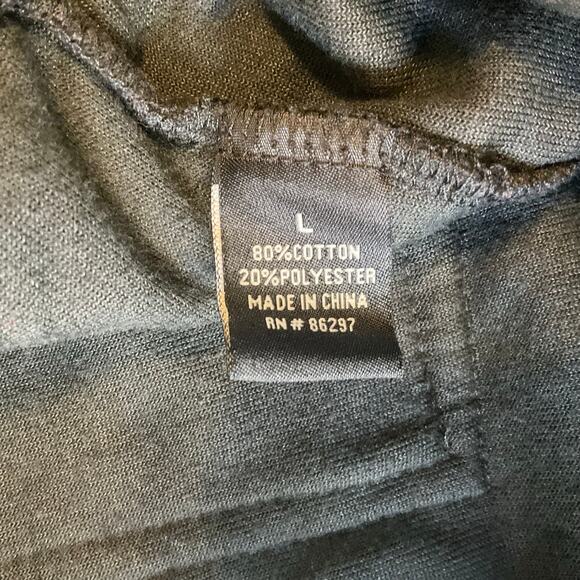 L
80%COTTON
20%POLYESTER
MADE IN CHINA
RN # 86297